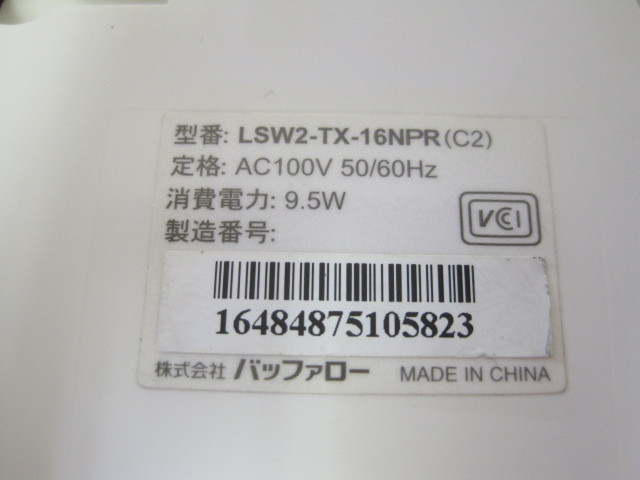 型番: LSW2-TX-16NPR(C2)
定格: AC100V 50/60Hz
消費電力: 9.5W
製造番号:
VCCI
16484875105823
株式会社 バッファロー MADE IN CHINA